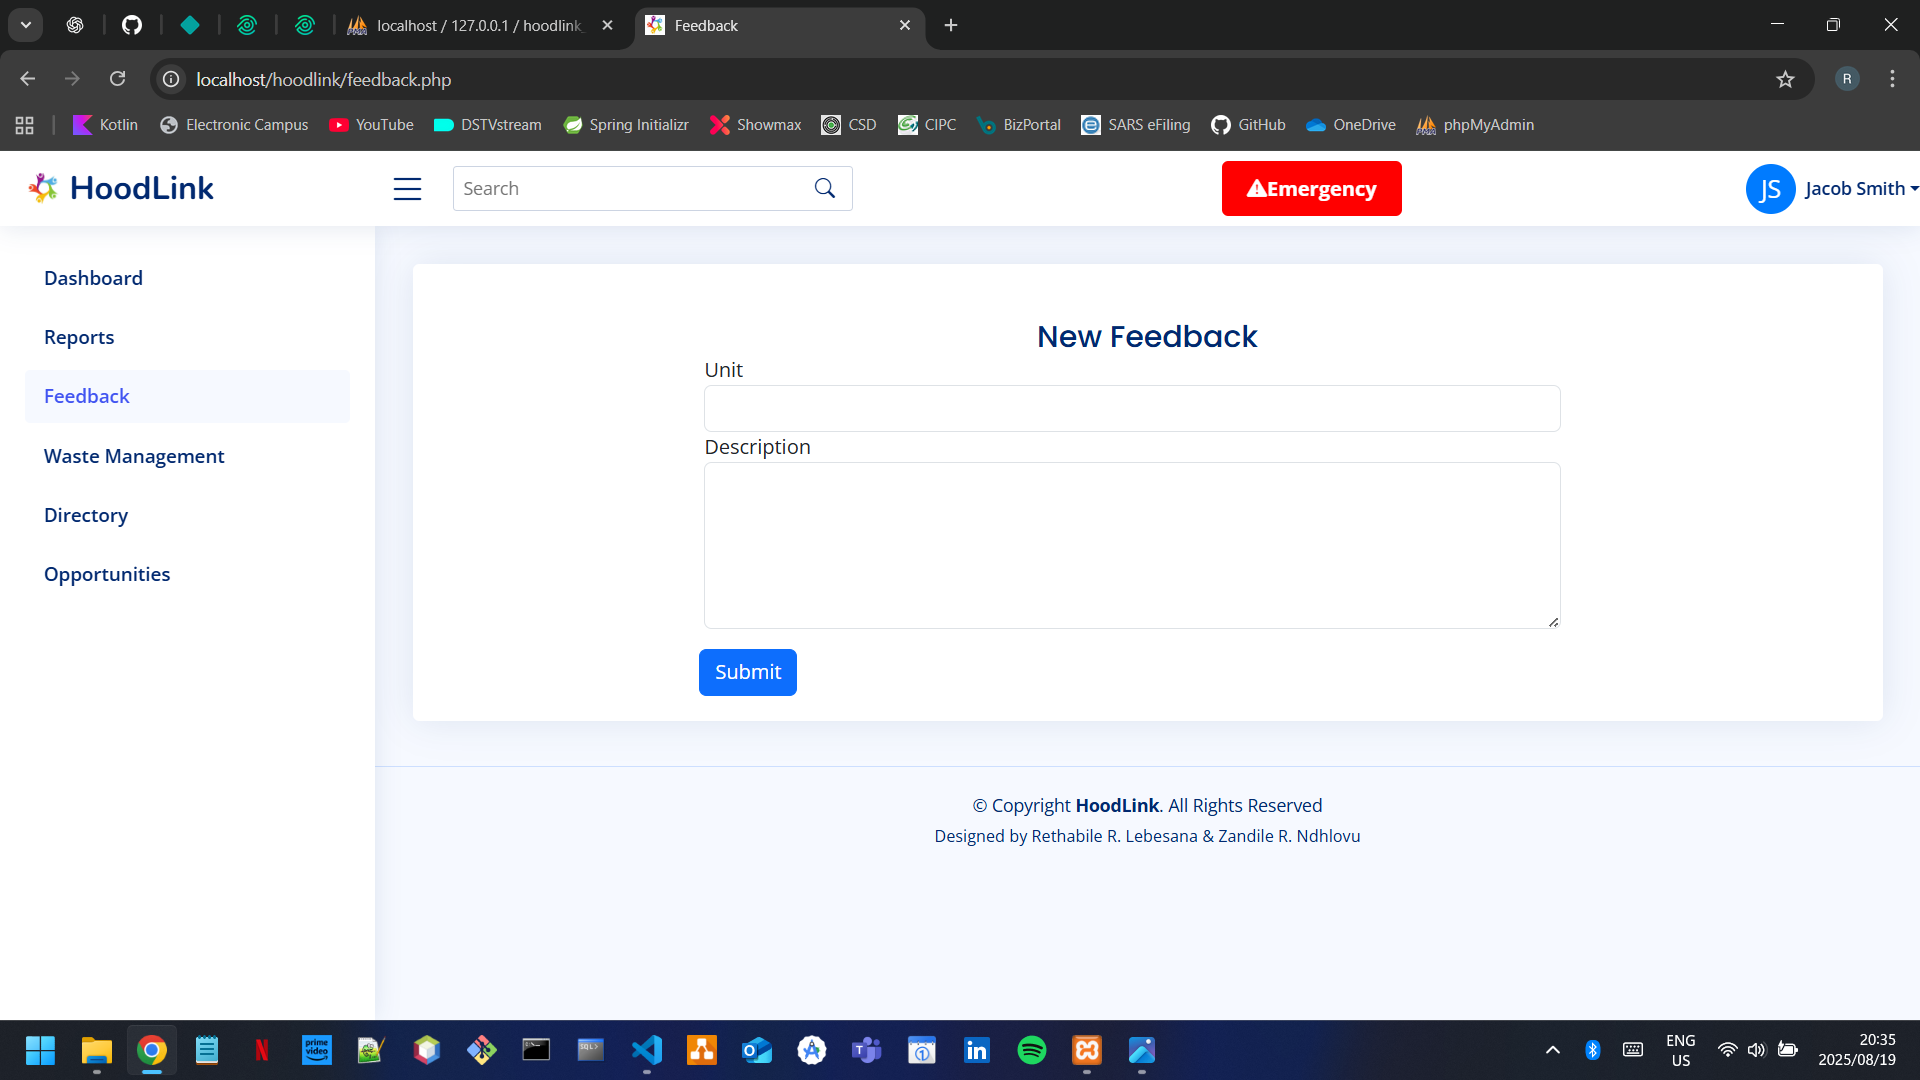 localhost / 127.0.0.1 / hoodlink_
Feedback
localhost/hoodlink/feedback.php
R
Kotlin
Electronic Campus
YouTube
DSTVstream
Spring Initializr
Showmax
CSD
CIPC
BizPortal
SARS eFiling
GitHub
OneDrive
phpMyAdmin
HoodLink
Search
Emergency
JS
Jacob Smith
Dashboard
Reports
Feedback
Waste Management
Directory
Opportunities
New Feedback
Unit
Description
Submit
© Copyright HoodLink. All Rights Reserved
Designed by Rethabile R. Lebesana & Zandile R. Ndhlovu
prime
video
ENG
US
20:35
2025/08/19